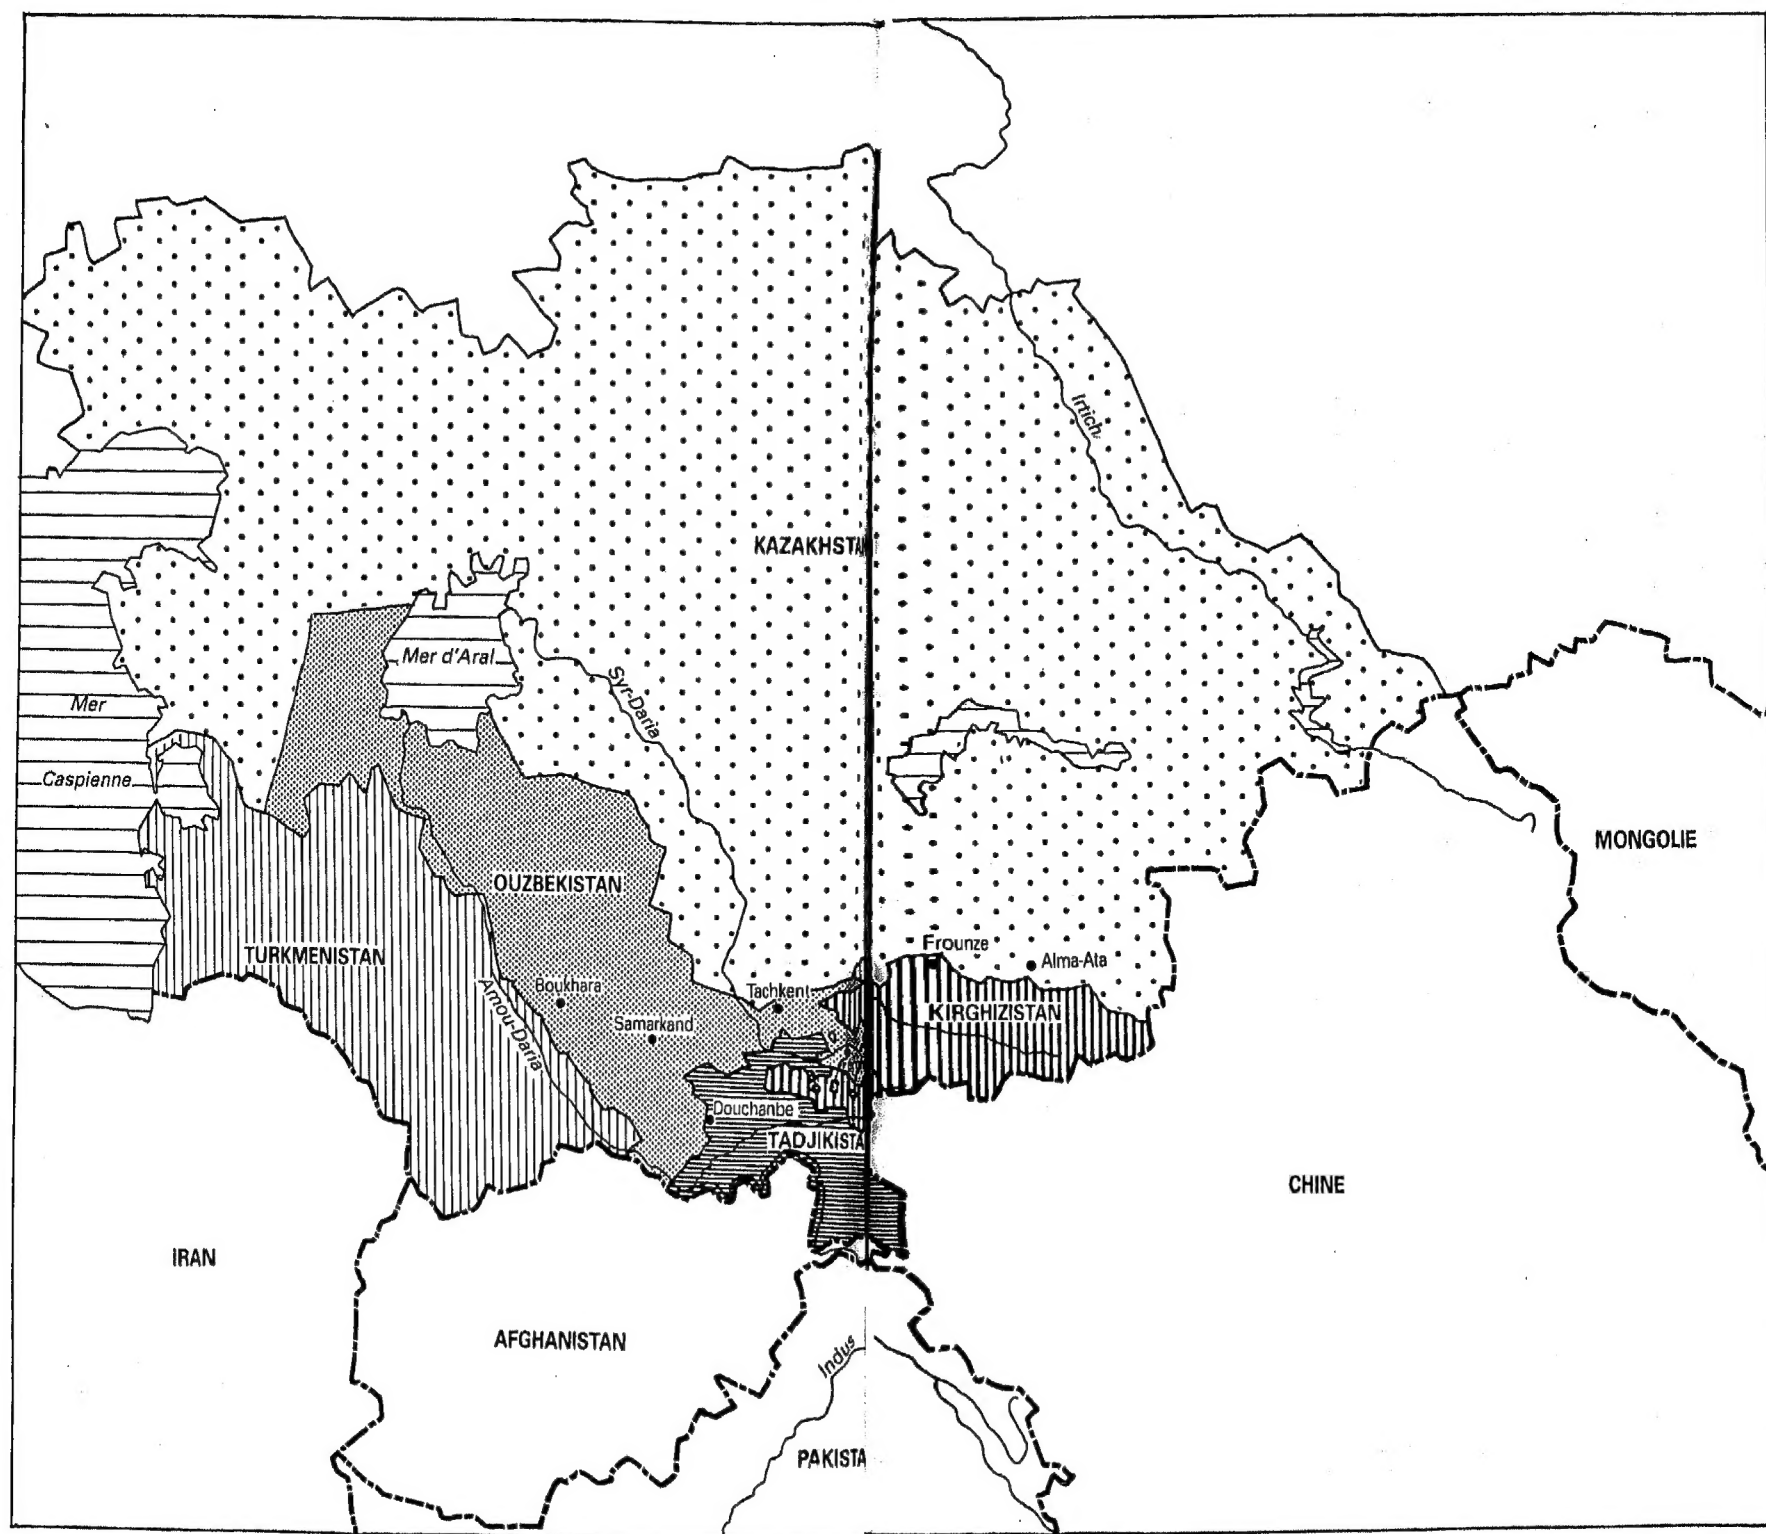 Irtich
KAZAKHSTA
Mer d'Aral
Syr-Daria
Mer
Caspienne
MONGOLIE
OUZBEKISTAN
TURKMENISTAN
Frounze
Alma-Ata
Boukhara
Amou-Daria
Tachkent
KIRGHIZISTAN
Samarkand
Douchanbe
TADJIKISTA
CHINE
IRAN
AFGHANISTAN
Indus
PAKISTA